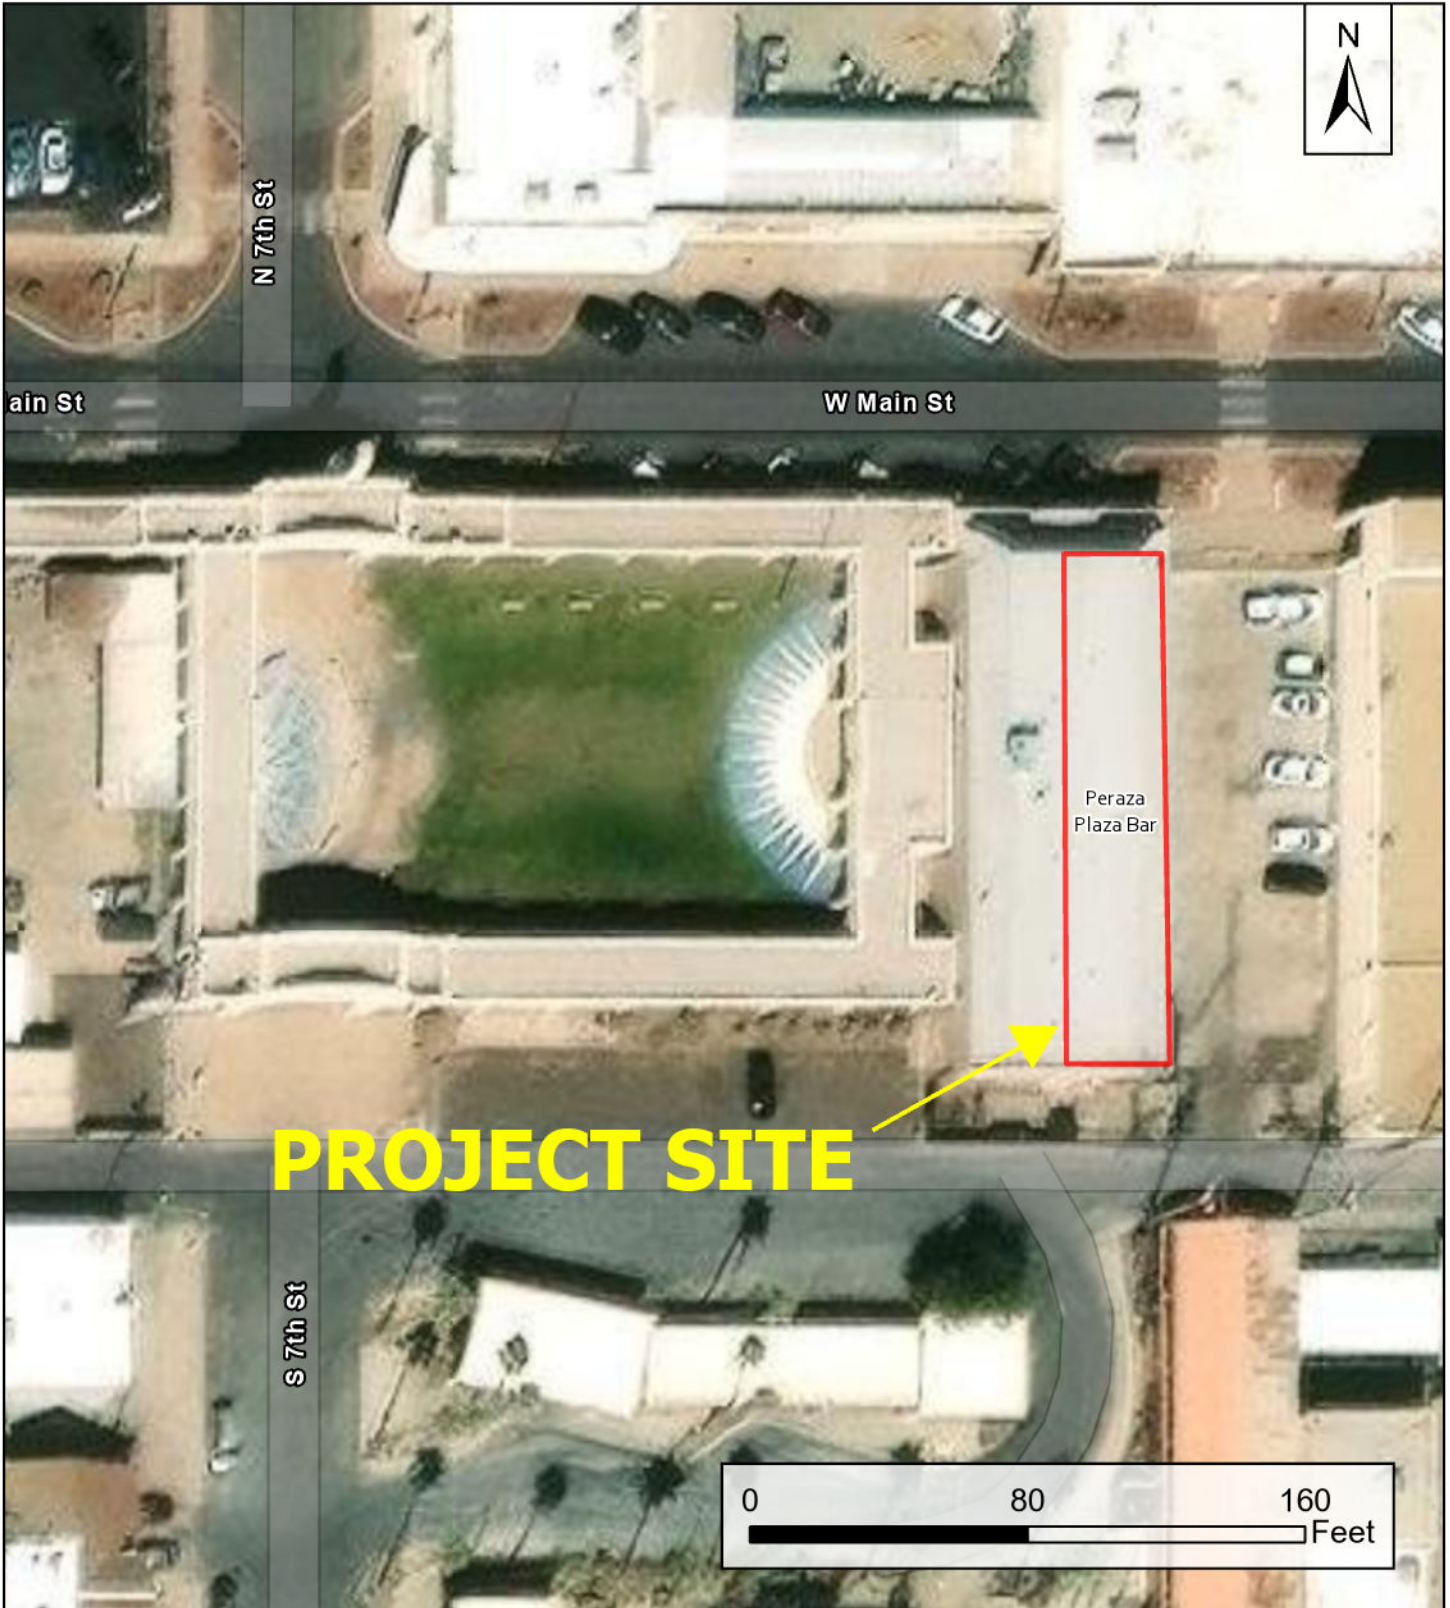 N
N 7th St
ain St
W Main St
Peraza
Plaza Bar
PROJECT SITE
S 7th St
0 80 160
Feet